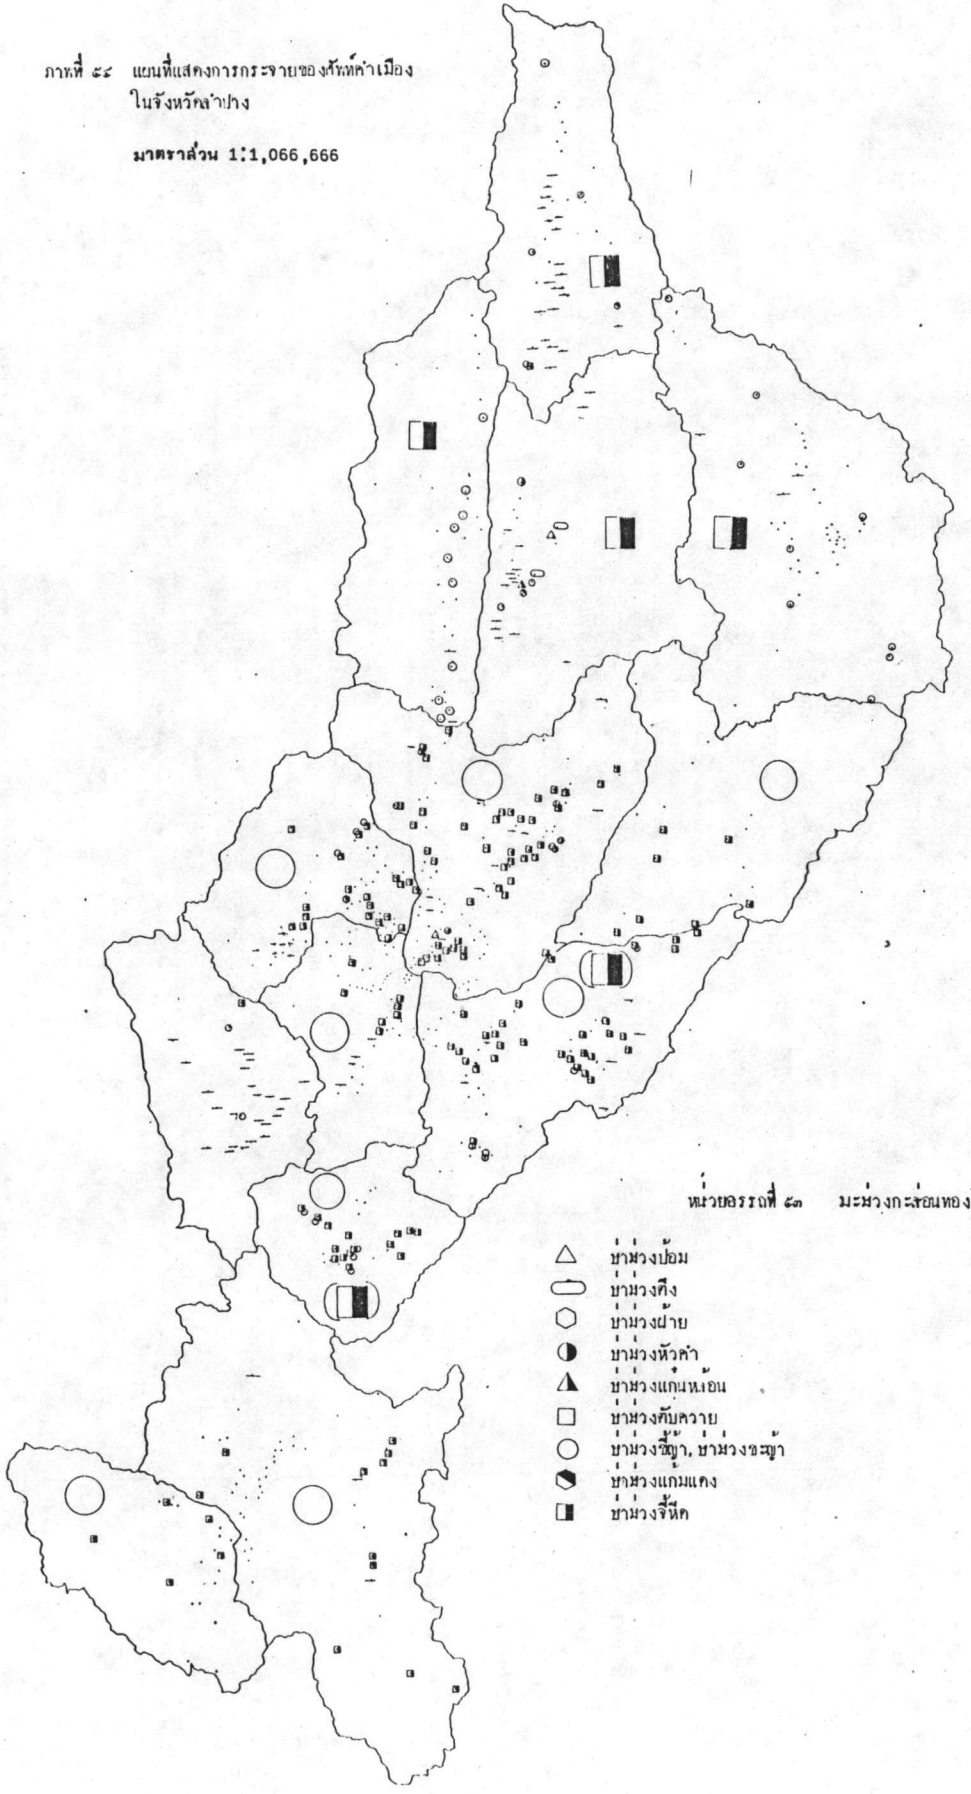 ภาพที่ ๕๔ แผนที่แสดงการกระจายของศัพท์คำเมือง
ในจังหวัดลำปาง
มาตราส่วน 1:1,066,666
หน่วยอรรถที่ ๕๓ มะม่วงกะล่อนทอง
บ่าม่วงป้อม
บ่าม่วงตึง
บ่าม่วงฝ้าย
บ่าม่วงหัวคำ
บ่าม่วงแก่นหง้อน
บ่าม่วงตับควาย
บ่าม่วงขี้ญ้า, บ่าม่วงขะญ้า
บ่าม่วงแก้มแดง
บ่าม่วงจี้หีด